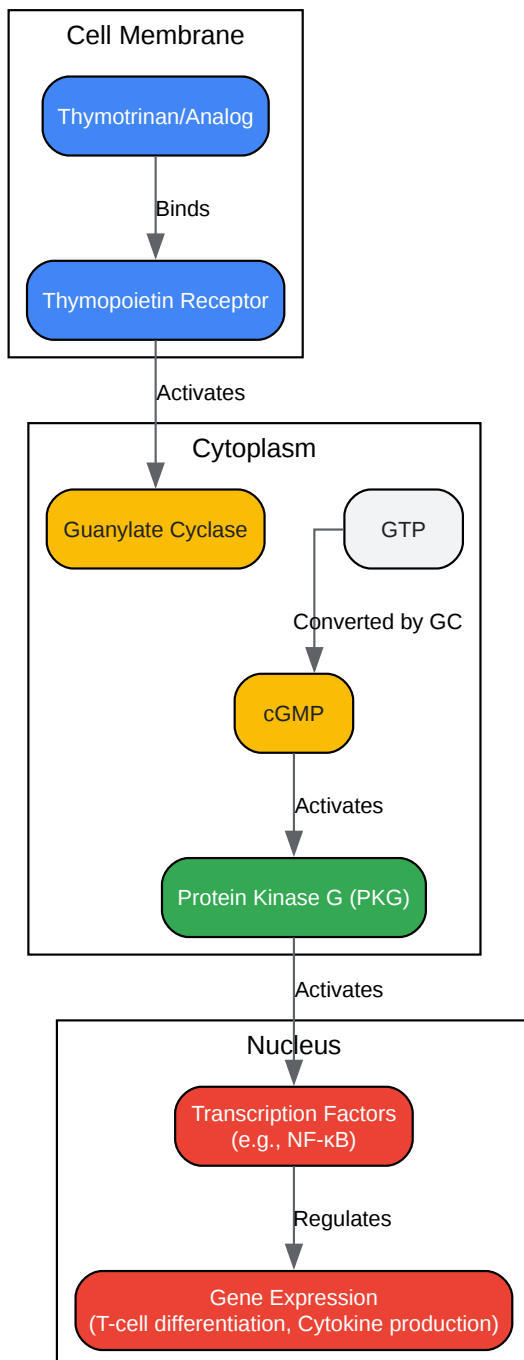 Cell Membrane
Thymotrinan/Analog
Binds
Thymopoietin Receptor
Activates
Cytoplasm
Guanylate Cyclase
GTP
Converted by GC
cGMP
Activates
Protein Kinase G (PKG)
Activates
Nucleus
Transcription Factors
(e.g., NF-κB)
Regulates
Gene Expression
(T-cell differentiation, Cytokine production)